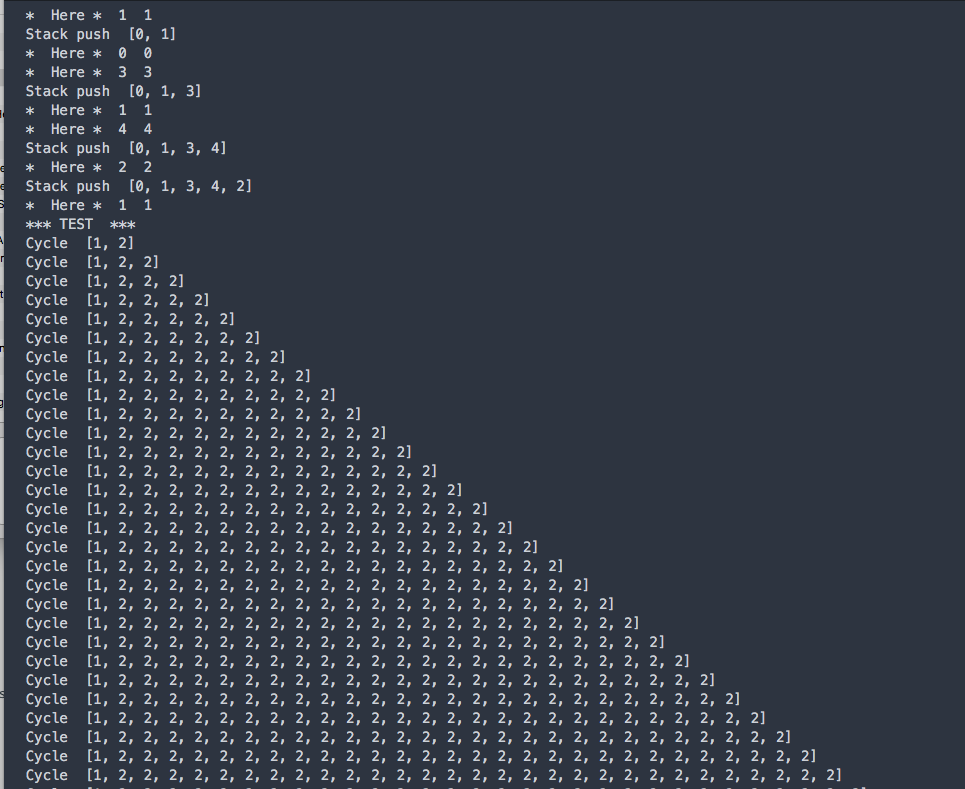 * Here * 1 1
Stack push [0, 1]
* Here * 0 0
* Here * 3 3
Stack push [0, 1, 3]
* Here * 1 1
* Here * 4 4
Stack push [0, 1, 3, 4]
* Here * 2 2
Stack push [0, 1, 3, 4, 2]
* Here * 1 1
*** TEST ***
Cycle [1, 2]
Cycle [1, 2, 2]
Cycle [1, 2, 2, 2]
Cycle [1, 2, 2, 2, 2]
Cycle [1, 2, 2, 2, 2, 2]
Cycle [1, 2, 2, 2, 2, 2, 2]
Cycle [1, 2, 2, 2, 2, 2, 2, 2]
Cycle [1, 2, 2, 2, 2, 2, 2, 2, 2]
Cycle [1, 2, 2, 2, 2, 2, 2, 2, 2, 2]
Cycle [1, 2, 2, 2, 2, 2, 2, 2, 2, 2, 2]
Cycle [1, 2, 2, 2, 2, 2, 2, 2, 2, 2, 2, 2]
Cycle [1, 2, 2, 2, 2, 2, 2, 2, 2, 2, 2, 2, 2]
Cycle [1, 2, 2, 2, 2, 2, 2, 2, 2, 2, 2, 2, 2, 2]
Cycle [1, 2, 2, 2, 2, 2, 2, 2, 2, 2, 2, 2, 2, 2, 2]
Cycle [1, 2, 2, 2, 2, 2, 2, 2, 2, 2, 2, 2, 2, 2, 2, 2]
Cycle [1, 2, 2, 2, 2, 2, 2, 2, 2, 2, 2, 2, 2, 2, 2, 2, 2]
Cycle [1, 2, 2, 2, 2, 2, 2, 2, 2, 2, 2, 2, 2, 2, 2, 2, 2, 2]
Cycle [1, 2, 2, 2, 2, 2, 2, 2, 2, 2, 2, 2, 2, 2, 2, 2, 2, 2, 2]
Cycle [1, 2, 2, 2, 2, 2, 2, 2, 2, 2, 2, 2, 2, 2, 2, 2, 2, 2, 2, 2]
Cycle [1, 2, 2, 2, 2, 2, 2, 2, 2, 2, 2, 2, 2, 2, 2, 2, 2, 2, 2, 2, 2]
Cycle [1, 2, 2, 2, 2, 2, 2, 2, 2, 2, 2, 2, 2, 2, 2, 2, 2, 2, 2, 2, 2, 2]
Cycle [1, 2, 2, 2, 2, 2, 2, 2, 2, 2, 2, 2, 2, 2, 2, 2, 2, 2, 2, 2, 2, 2, 2]
Cycle [1, 2, 2, 2, 2, 2, 2, 2, 2, 2, 2, 2, 2, 2, 2, 2, 2, 2, 2, 2, 2, 2, 2, 2]
Cycle [1, 2, 2, 2, 2, 2, 2, 2, 2, 2, 2, 2, 2, 2, 2, 2, 2, 2, 2, 2, 2, 2, 2, 2, 2]
Cycle [1, 2, 2, 2, 2, 2, 2, 2, 2, 2, 2, 2, 2, 2, 2, 2, 2, 2, 2, 2, 2, 2, 2, 2, 2, 2]
Cycle [1, 2, 2, 2, 2, 2, 2, 2, 2, 2, 2, 2, 2, 2, 2, 2, 2, 2, 2, 2, 2, 2, 2, 2, 2, 2, 2]
Cycle [1, 2, 2, 2, 2, 2, 2, 2, 2, 2, 2, 2, 2, 2, 2, 2, 2, 2, 2, 2, 2, 2, 2, 2, 2, 2, 2, 2]
Cycle [1, 2, 2, 2, 2, 2, 2, 2, 2, 2, 2, 2, 2, 2, 2, 2, 2, 2, 2, 2, 2, 2, 2, 2, 2, 2, 2, 2, 2]
Cycle [1, 2, 2, 2, 2, 2, 2, 2, 2, 2, 2, 2, 2, 2, 2, 2, 2, 2, 2, 2, 2, 2, 2, 2, 2, 2, 2, 2, 2, 2]